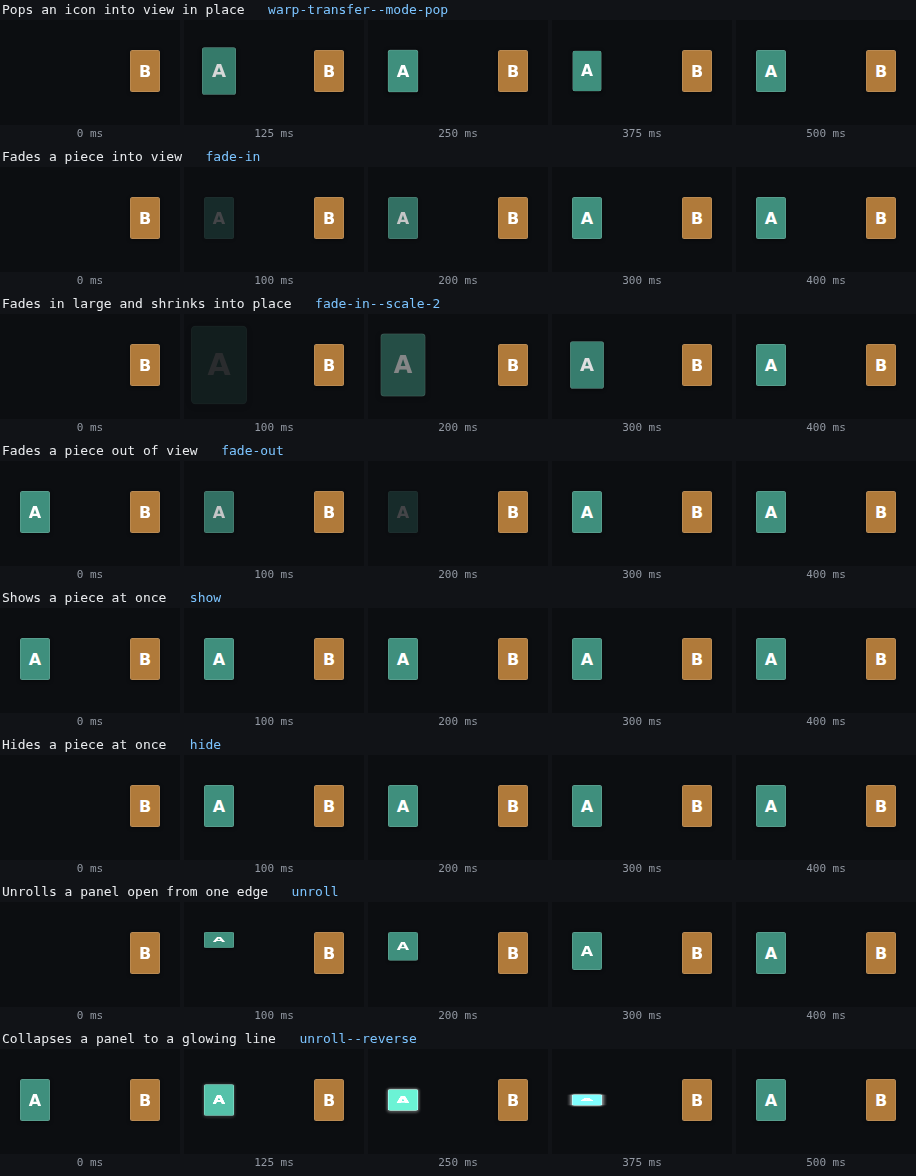 Pops an icon into view in place warp-transfer--mode-pop
B A B A B A B A B
0 ms 125 ms 250 ms 375 ms 500 ms
Fades a piece into view fade-in
B A B A B A B A B
0 ms 100 ms 200 ms 300 ms 400 ms
Fades in large and shrinks into place fade-in--scale-2
B A B A B A B A B
0 ms 100 ms 200 ms 300 ms 400 ms
Fades a piece out of view fade-out
A B A B A B A B A B
0 ms 100 ms 200 ms 300 ms 400 ms
Shows a piece at once show
A B A B A B A B A B
0 ms 100 ms 200 ms 300 ms 400 ms
Hides a piece at once hide
B A B A B A B A B
0 ms 100 ms 200 ms 300 ms 400 ms
Unrolls a panel open from one edge unroll
B A B A B A B A B
0 ms 100 ms 200 ms 300 ms 400 ms
Collapses a panel to a glowing line unroll--reverse
A B A B A B A B A B
0 ms 125 ms 250 ms 375 ms 500 ms